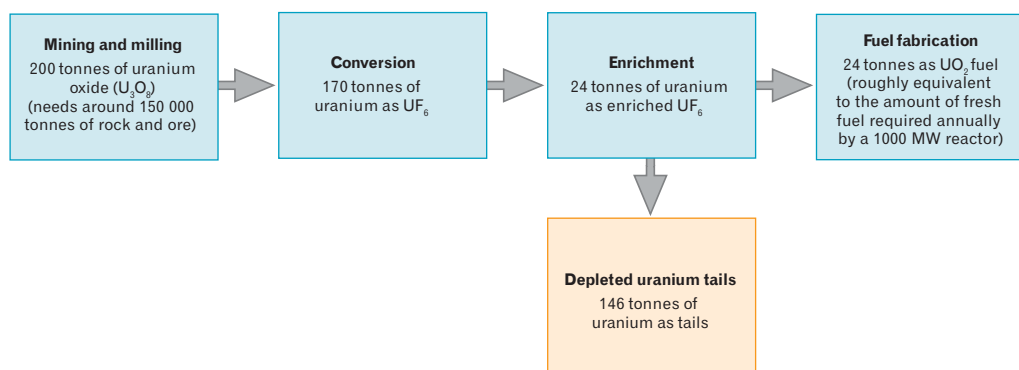 Mining and milling
200 tonnes of uranium
oxide (U₃O₈)
(needs around 150 000
tonnes of rock and ore)
Conversion
170 tonnes of
uranium as UF₆
Enrichment
24 tonnes of uranium
as enriched UF₆
Fuel fabrication
24 tonnes as UO₂ fuel
(roughly equivalent
to the amount of fresh
fuel required annually
by a 1000 MW reactor)
Depleted uranium tails
146 tonnes of
uranium as tails